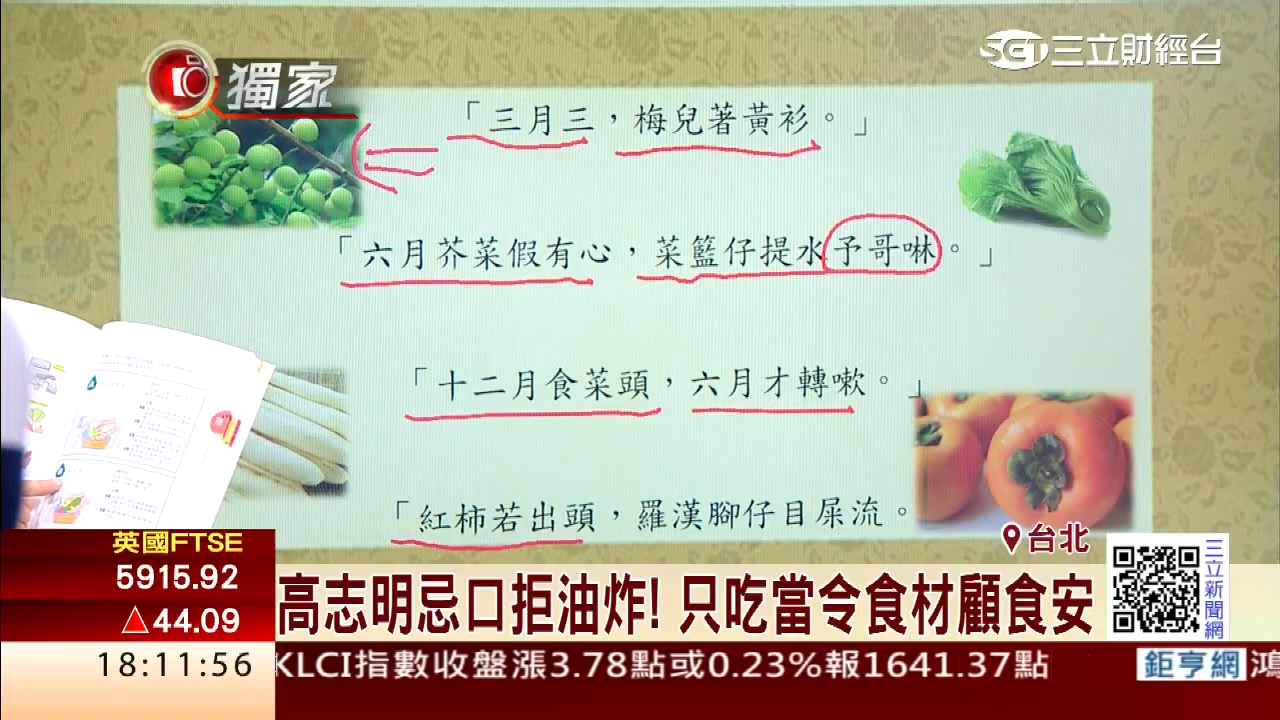 獨家
SET三立財經台
「三月三，梅兒著黃衫。」
「六月芥菜假有心，菜籃仔提水予哥啉。」
「十二月食菜頭，六月才轉嗽。」
「紅柿若出頭，羅漢腳仔目屎流。
台北
三立新聞網
英國FTSE
5915.92
△44.09
高志明忌口拒油炸! 只吃當令食材顧食安
18:11:56
KLCI指數收盤漲3.78點或0.23%報1641.37點
鉅亨網 鴻